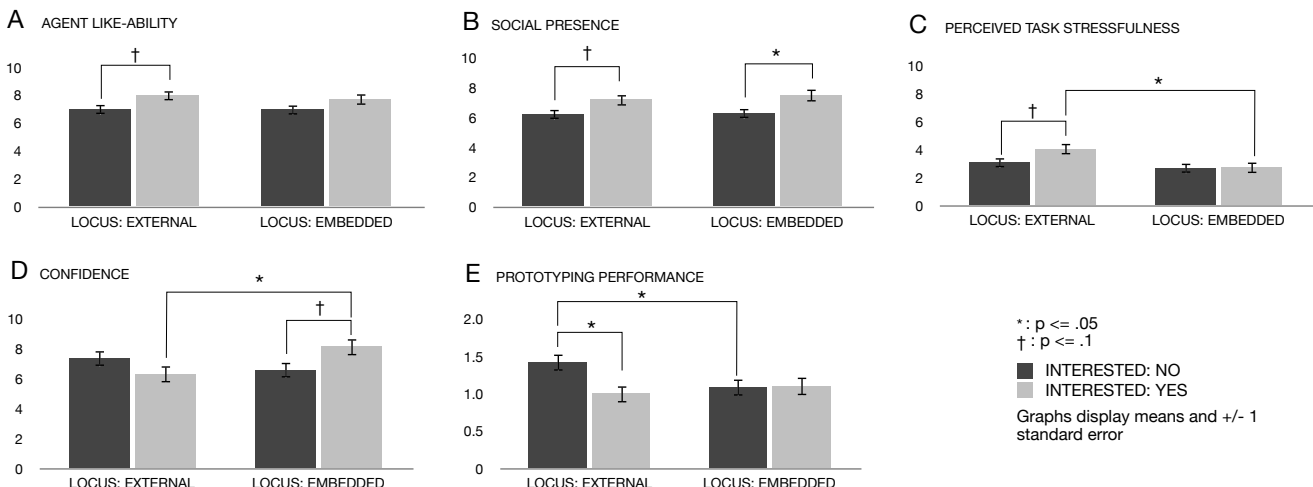 A AGENT LIKE-ABILITY
†
10
8
6
4
2
0
LOCUS: EXTERNAL LOCUS: EMBEDDED
B SOCIAL PRESENCE
† *
10
8
6
4
2
0
LOCUS: EXTERNAL LOCUS: EMBEDDED
C PERCEIVED TASK STRESSFULNESS
*
†
10
8
6
4
2
0
LOCUS: EXTERNAL LOCUS: EMBEDDED
D CONFIDENCE
*
†
10
8
6
4
2
0
LOCUS: EXTERNAL LOCUS: EMBEDDED
E PROTOTYPING PERFORMANCE
*
*
2.0
1.5
1.0
0.5
0
LOCUS: EXTERNAL LOCUS: EMBEDDED
* : p <= .05
† : p <= .1
INTERESTED: NO
INTERESTED: YES
Graphs display means and +/- 1
standard error